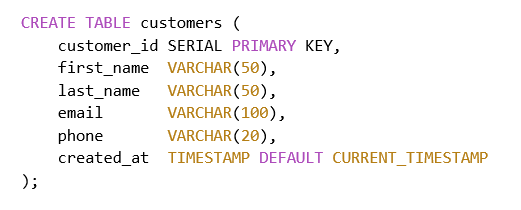 CREATE TABLE customers (
    customer_id SERIAL PRIMARY KEY,
    first_name  VARCHAR(50),
    last_name   VARCHAR(50),
    email       VARCHAR(100),
    phone       VARCHAR(20),
    created_at  TIMESTAMP DEFAULT CURRENT_TIMESTAMP
);